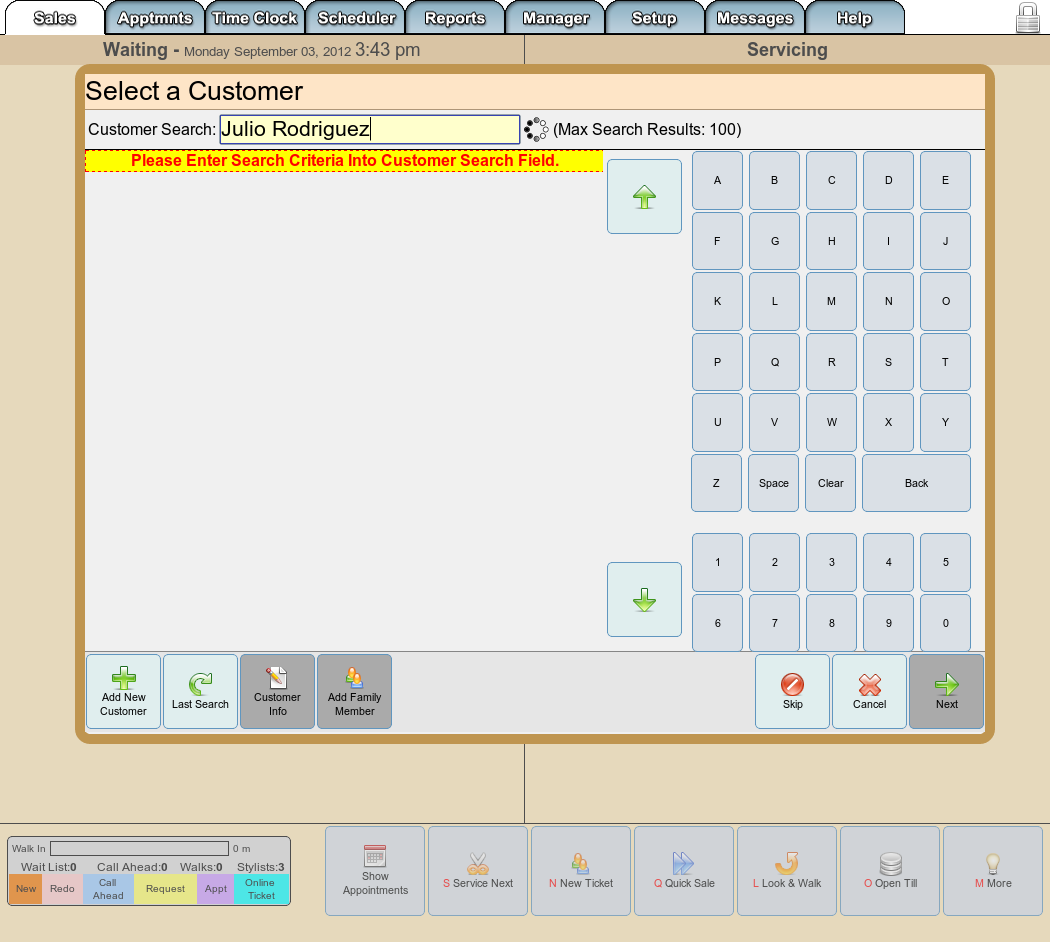 Sales Apptmnts Time Clock Scheduler Reports Manager Setup Messages Help
Waiting - Monday September 03, 2012 3:43 pm
Servicing
Select a Customer
Customer Search: Julio Rodriguez (Max Search Results: 100)
Please Enter Search Criteria Into Customer Search Field.
A B C D E
F G H I J
K L M N O
P Q R S T
U V W X Y
Z Space Clear Back
1 2 3 4 5
6 7 8 9 0
Add New
Customer
Last Search
Customer
Info
Add Family
Member
Skip
Cancel
Next
Walk In 0 m
Wait List:0 Call Ahead:0 Walks:0 Stylists:3
New
Redo
Call
Ahead
Request
Appt
Online
Ticket
Show
Appointments
S Service Next
N New Ticket
Q Quick Sale
L Look & Walk
O Open Till
M More